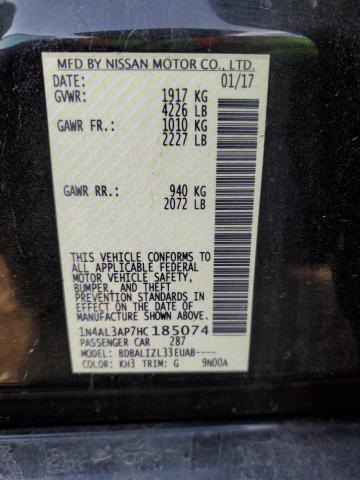 MFD BY NISSAN MOTOR CO., LTD.
DATE: 01/17
GVWR: 1917 KG
4226 LB
GAWR FR.: 1010 KG
2227 LB
GAWR RR.: 940 KG
2072 LB
THIS VEHICLE CONFORMS TO
ALL APPLICABLE FEDERAL
MOTOR VEHICLE SAFETY,
BUMPER, AND THEFT
PREVENTION STANDARDS
IN EFFECT ON THE DATE OF
MANUFACTURE SHOWN ABOVE.
1N4AL3AP7HC185074
PASSENGER CAR 287
MODEL: BDBALIZL33EUAB----
COLOR: KH3 TRIM: G 9N00A